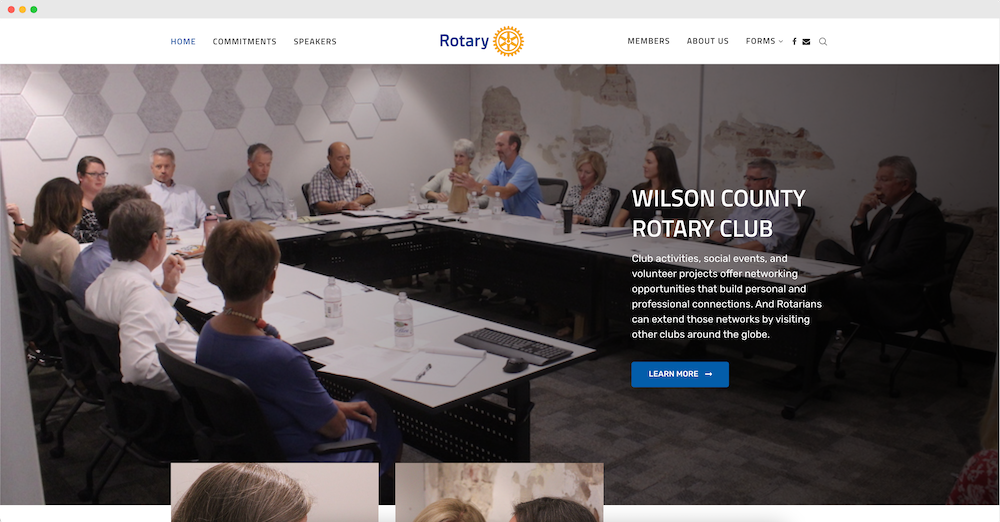 HOME COMMITMENTS SPEAKERS Rotary MEMBERS ABOUT US FORMS
WILSON COUNTY
ROTARY CLUB
Club activities, social events, and
volunteer projects offer networking
opportunities that build personal and
professional connections. And Rotarians
can extend those networks by visiting
other clubs around the globe.
LEARN MORE →